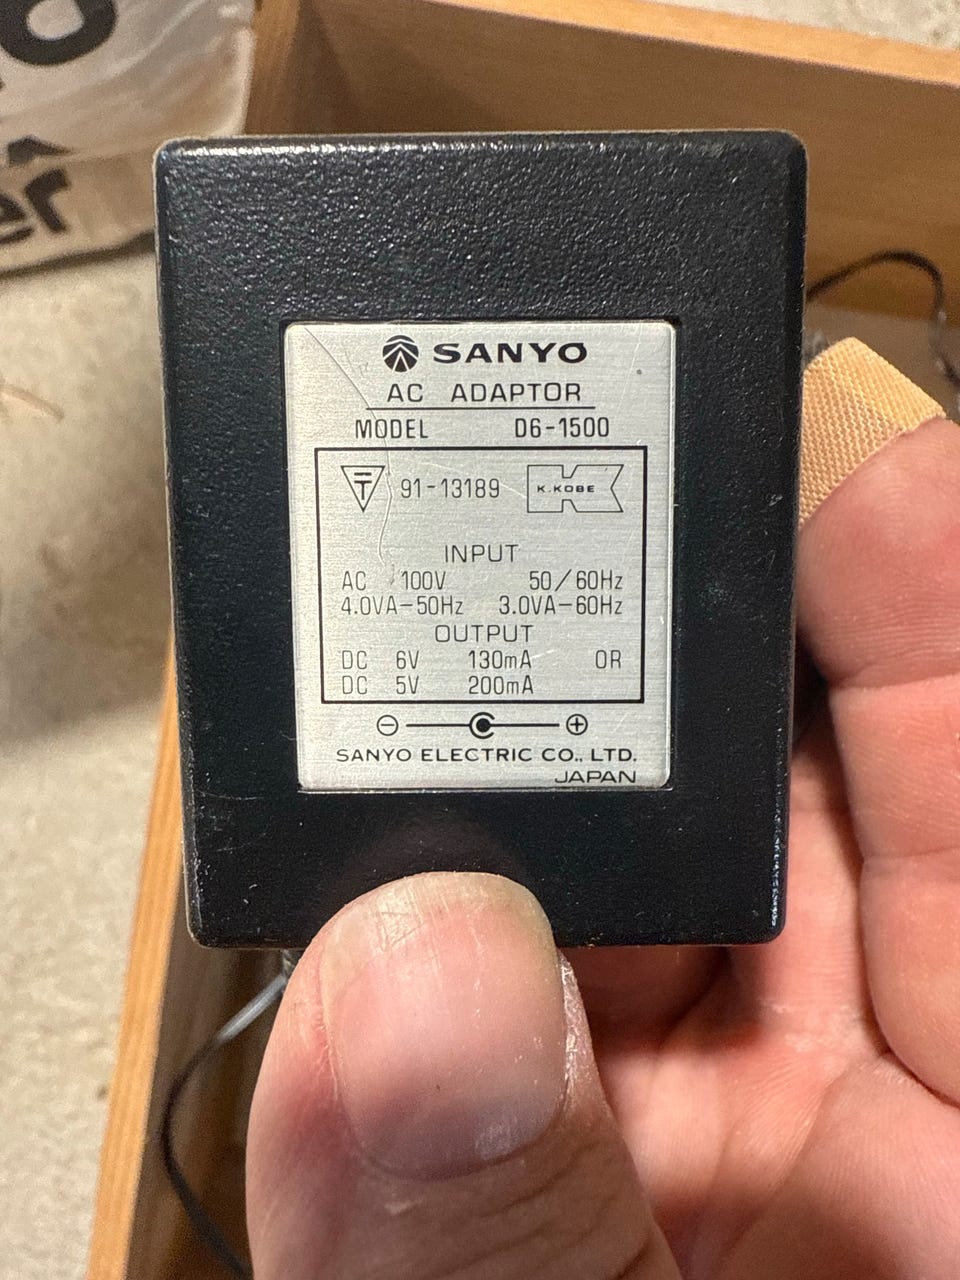 er
SANYO
AC ADAPTOR
MODEL D6-1500
T 91-13189 K.KOBE
INPUT
AC 100V 50/60Hz
4.0VA-50Hz 3.0VA-60Hz
OUTPUT
DC 6V 130mA OR
DC 5V 200mA
⊖ ⊕
SANYO ELECTRIC CO., LTD.
JAPAN